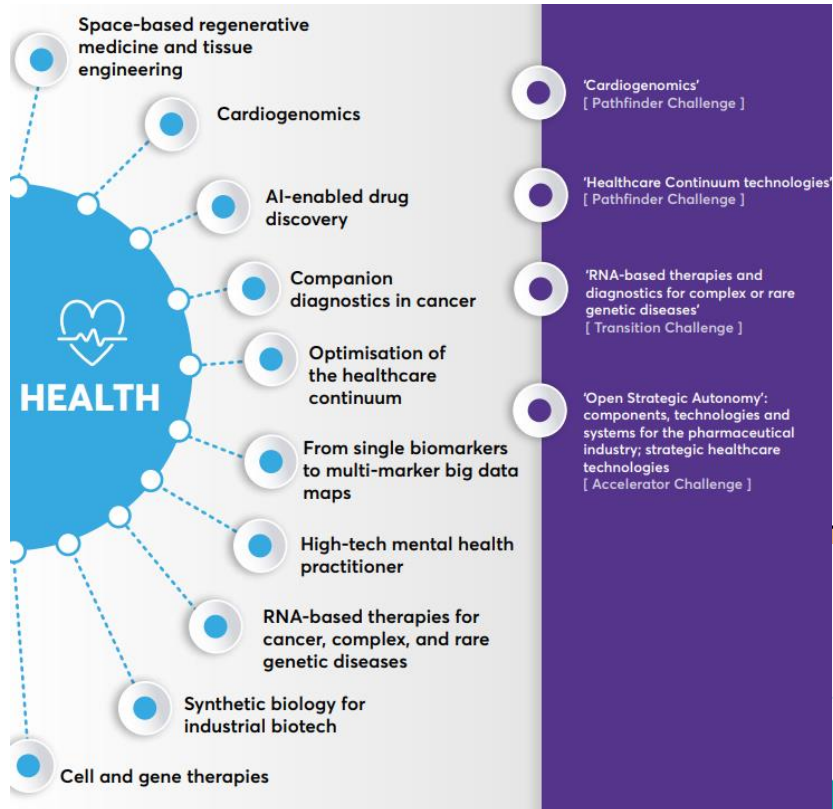 Space-based regenerative
medicine and tissue
engineering
Cardiogenomics
AI-enabled drug
discovery
Companion
diagnostics in cancer
Optimisation of
the healthcare
continuum
HEALTH
From single biomarkers
to multi-marker big data
maps
High-tech mental health
practitioner
RNA-based therapies for
cancer, complex, and rare
genetic diseases
Synthetic biology for
industrial biotech
Cell and gene therapies
'Cardiogenomics'
[ Pathfinder Challenge ]
'Healthcare Continuum technologies'
[ Pathfinder Challenge ]
'RNA-based therapies and
diagnostics for complex or rare
genetic diseases'
[ Transition Challenge ]
'Open Strategic Autonomy':
components, technologies and
systems for the pharmaceutical
industry; strategic healthcare
technologies
[ Accelerator Challenge ]